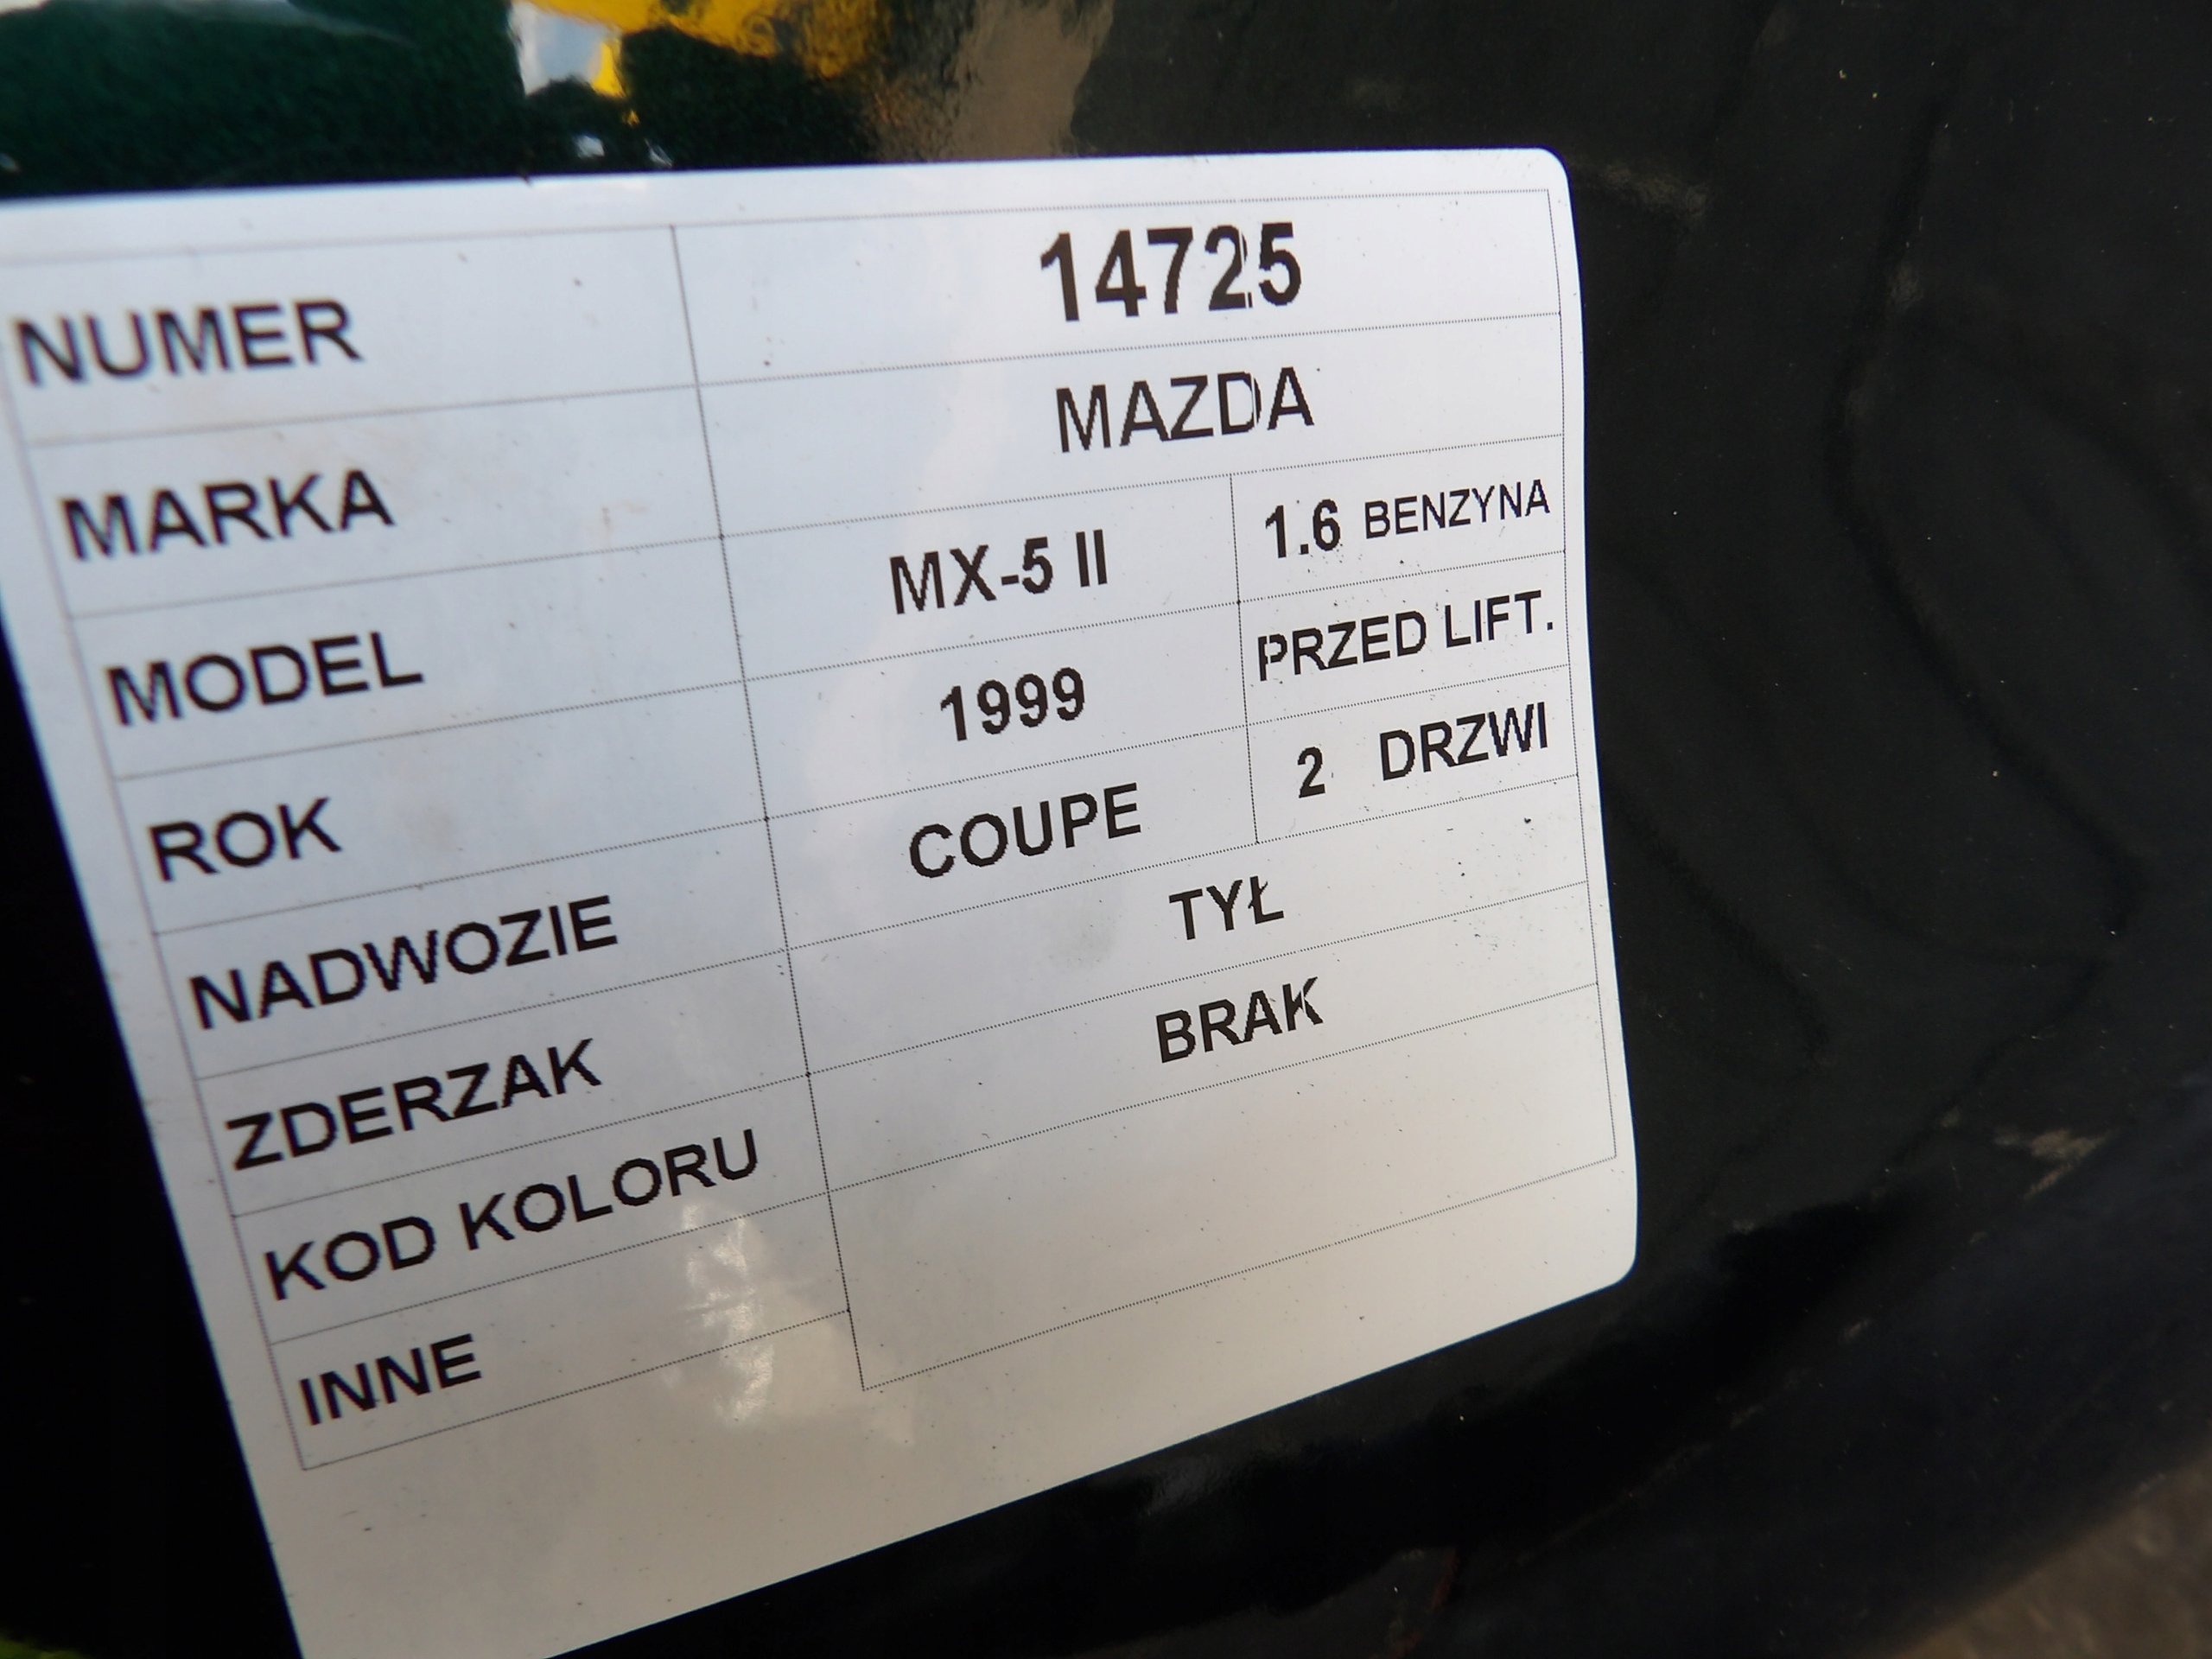 NUMER 14725
MARKA MAZDA
MODEL MX-5 II 1.6 BENZYNA
ROK 1999 PRZED LIFT.
NADWOZIE COUPE 2 DRZWI
ZDERZAK TYŁ
KOD KOLORU BRAK
INNE